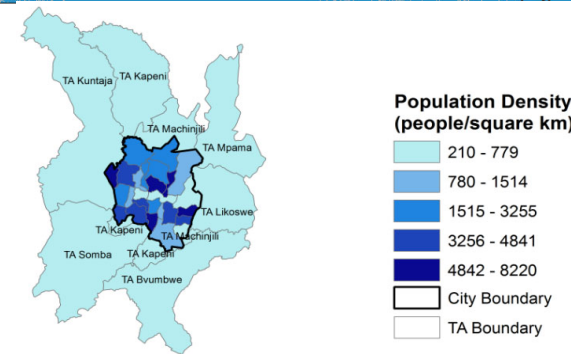 TA Kuntaja
TA Kapeni
TA Machinjili
TA Mpama
TA Likoswe
TA Kapeni
TA Machinjili
TA Somba
TA Kapeni
TA Bvumbwe
Population Density
(people/square km)
210 - 779
780 - 1514
1515 - 3255
3256 - 4841
4842 - 8220
City Boundary
TA Boundary